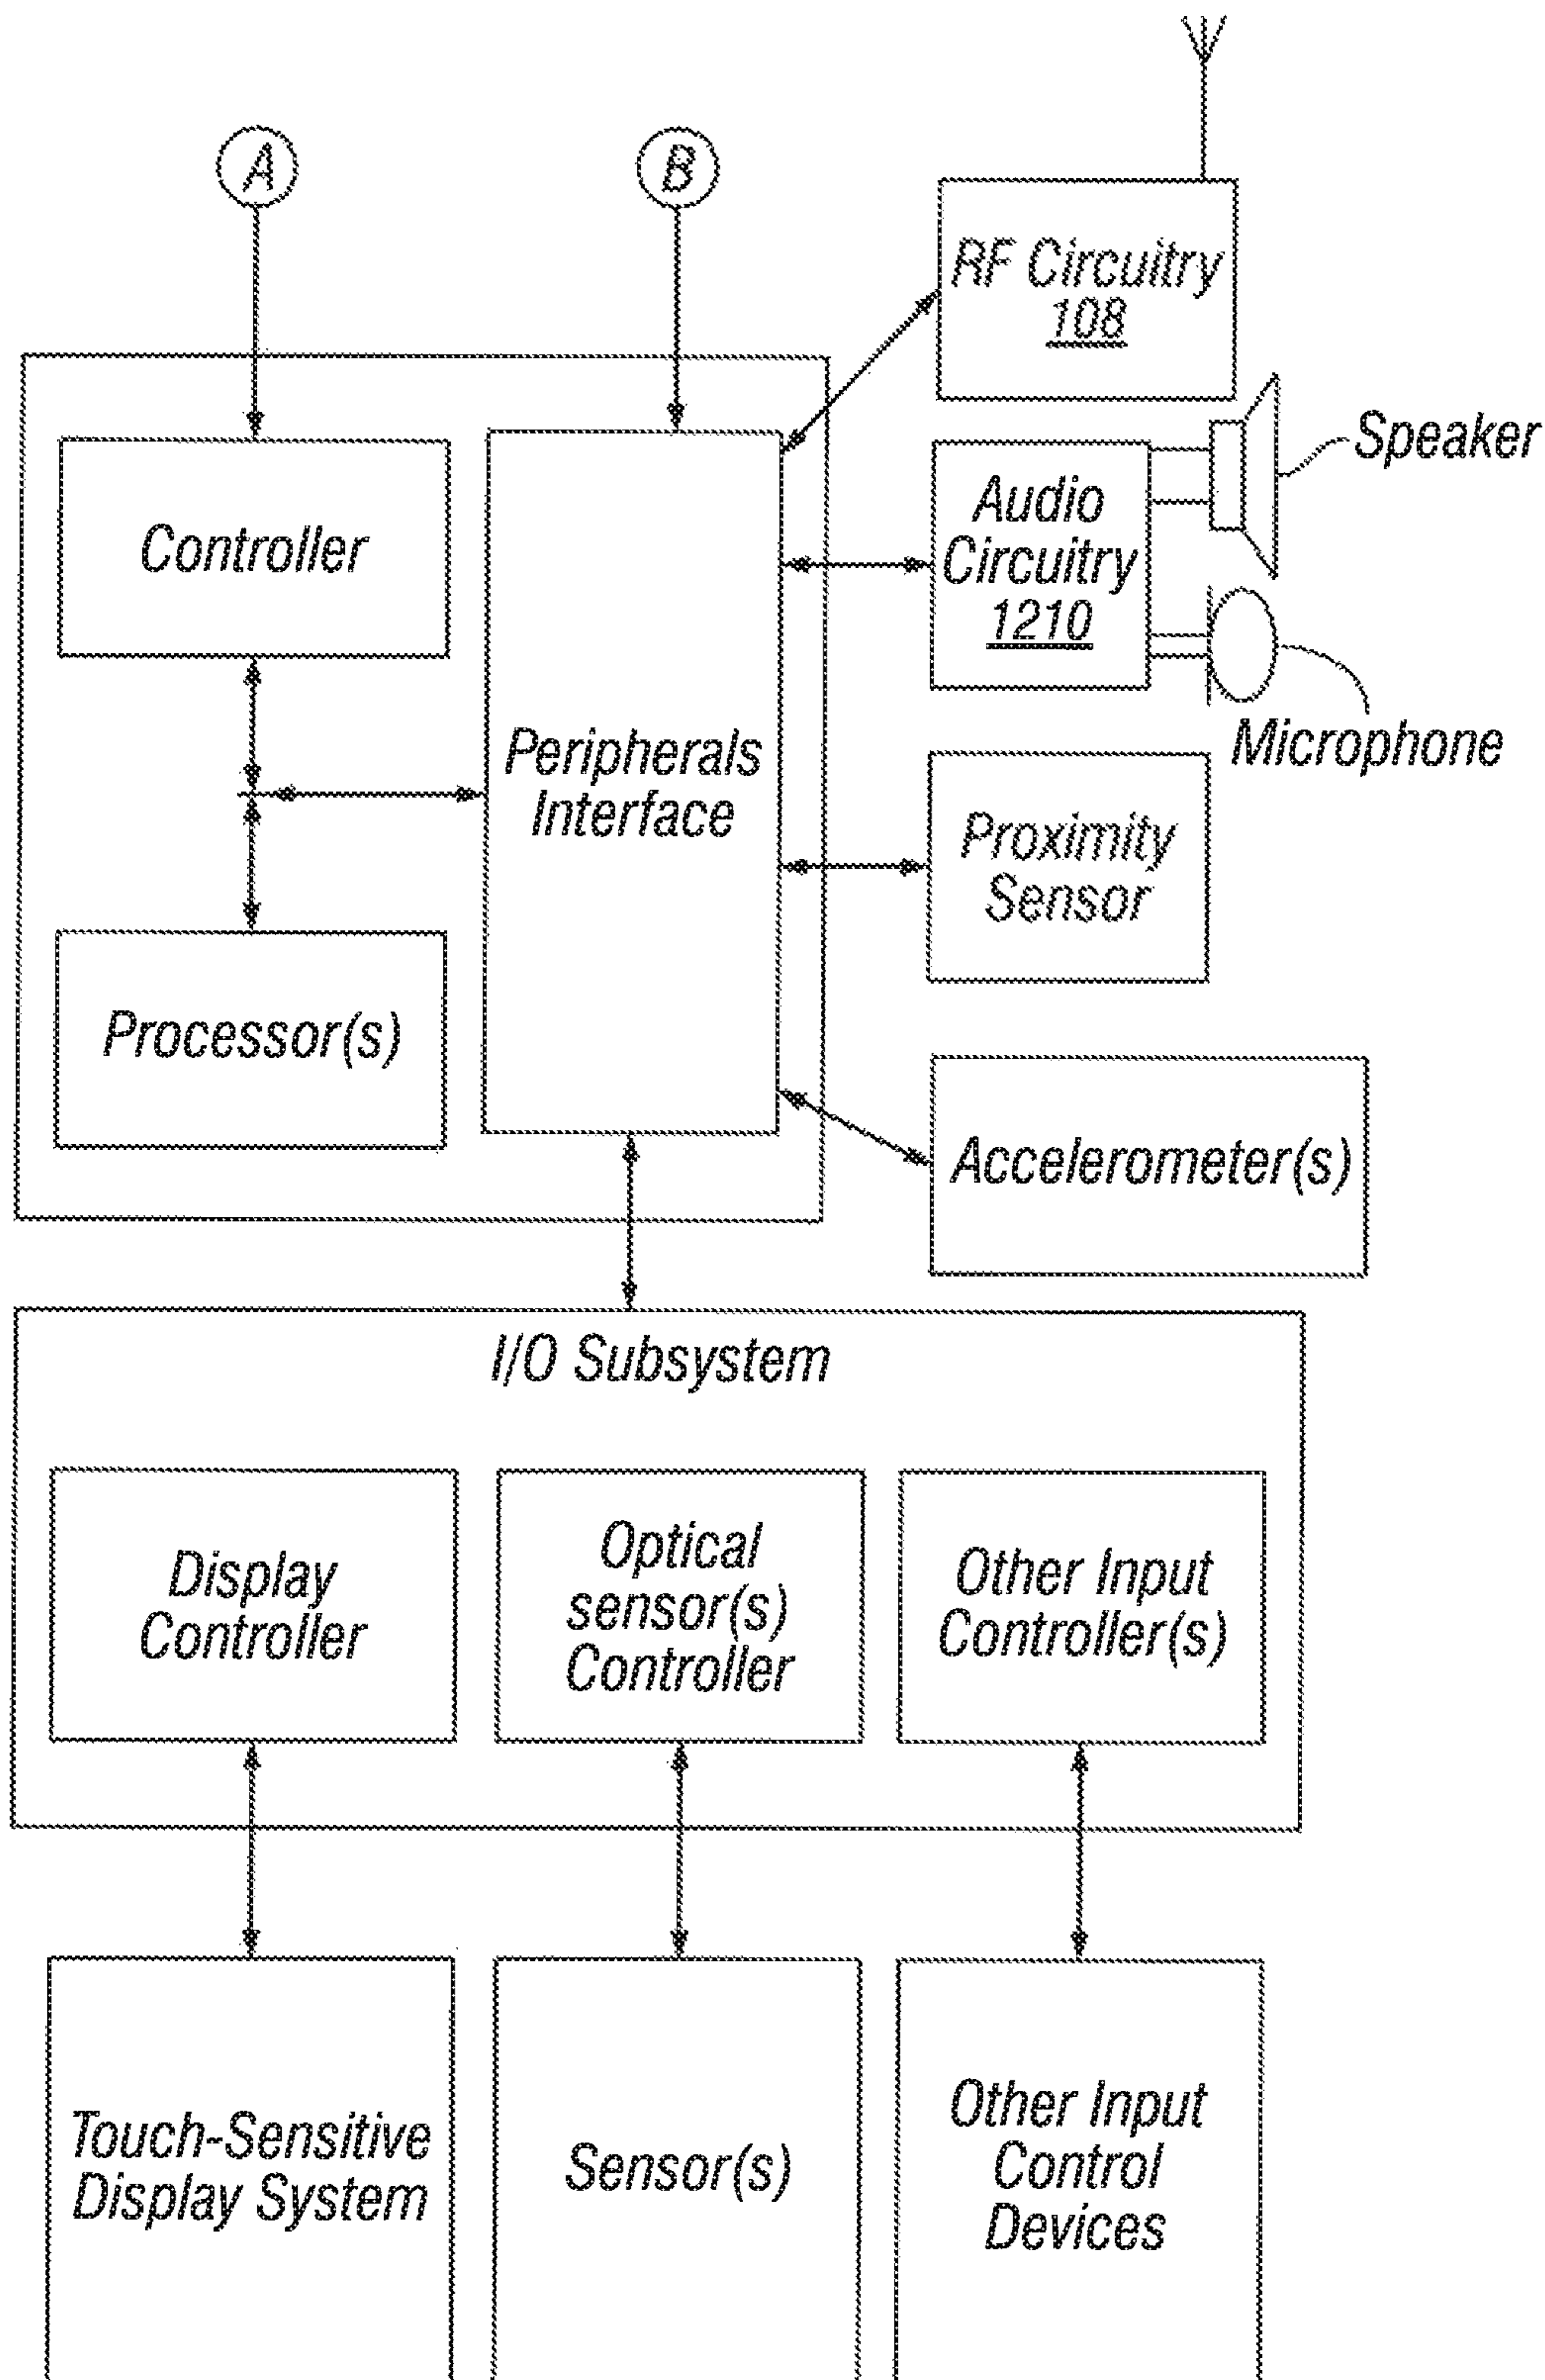 A
B
RF Circuitry
108
Speaker
Audio
Circuitry
1210
Controller
Microphone
Peripherals
Interface
Proximity
Sensor
Processor(s)
Accelerometer(s)
I/O Subsystem
Display
Controller
Optical
sensor(s)
Controller
Other Input
Controller(s)
Touch-Sensitive
Display System
Sensor(s)
Other Input
Control
Devices